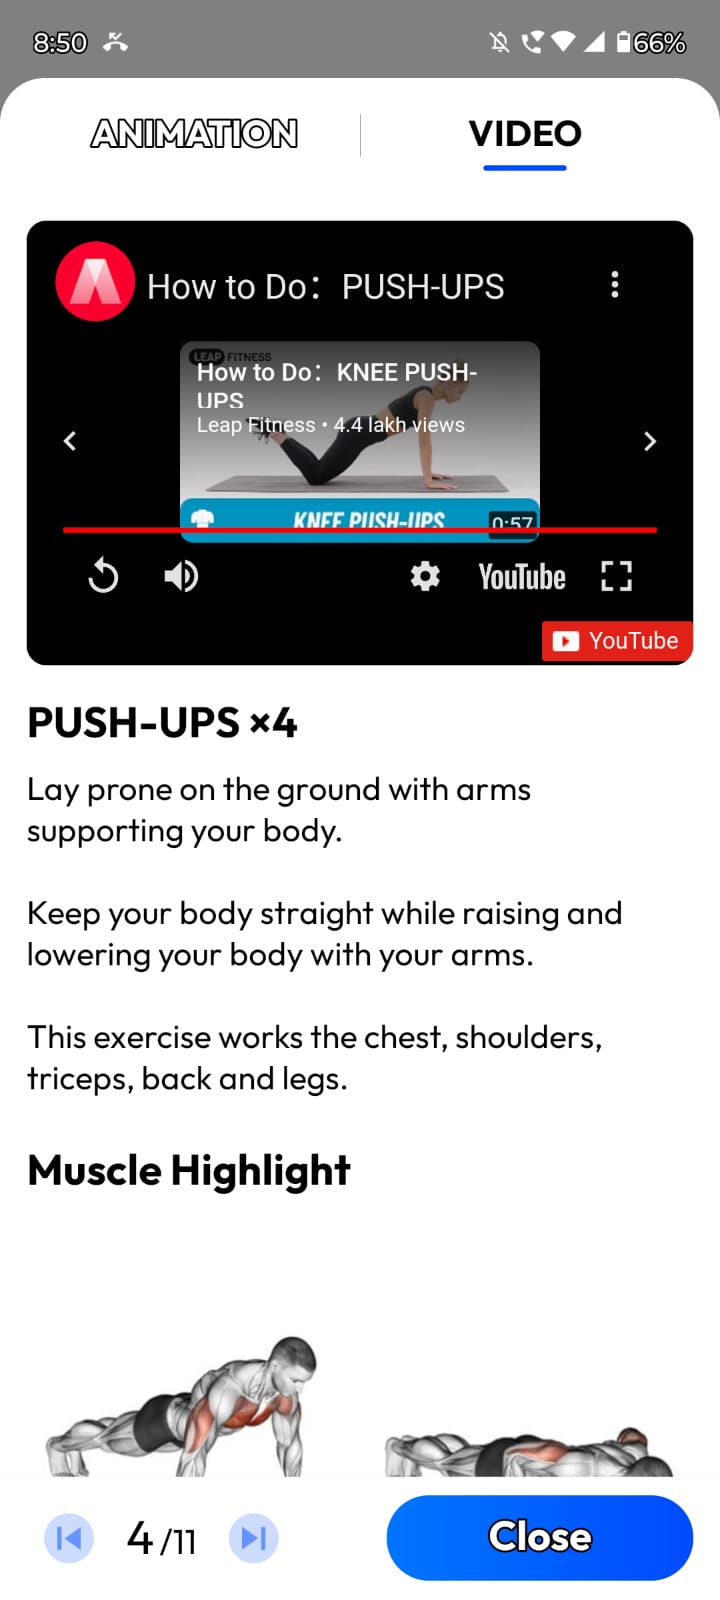 8:50
66%
ANIMATION
VIDEO
How to Do: PUSH-UPS
LEAP FITNESS
How to Do: KNEE PUSH-
UPS
Leap Fitness • 4.4 lakh views
KNEE PUSH-UPS
0:57
YouTube
YouTube
PUSH-UPS ×4
Lay prone on the ground with arms
supporting your body.
Keep your body straight while raising and
lowering your body with your arms.
This exercise works the chest, shoulders,
triceps, back and legs.
Muscle Highlight
4/11
Close